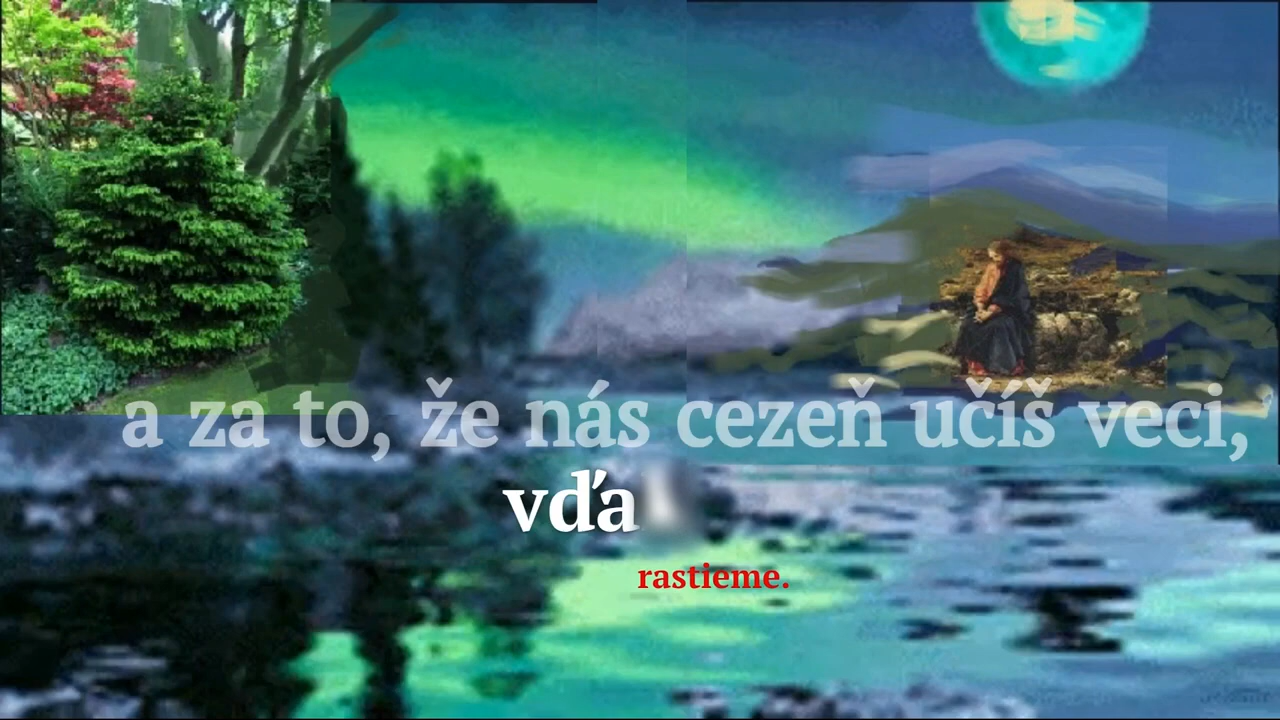 a za to, že nás cezeň učíš veci,
vďa
rastieme.